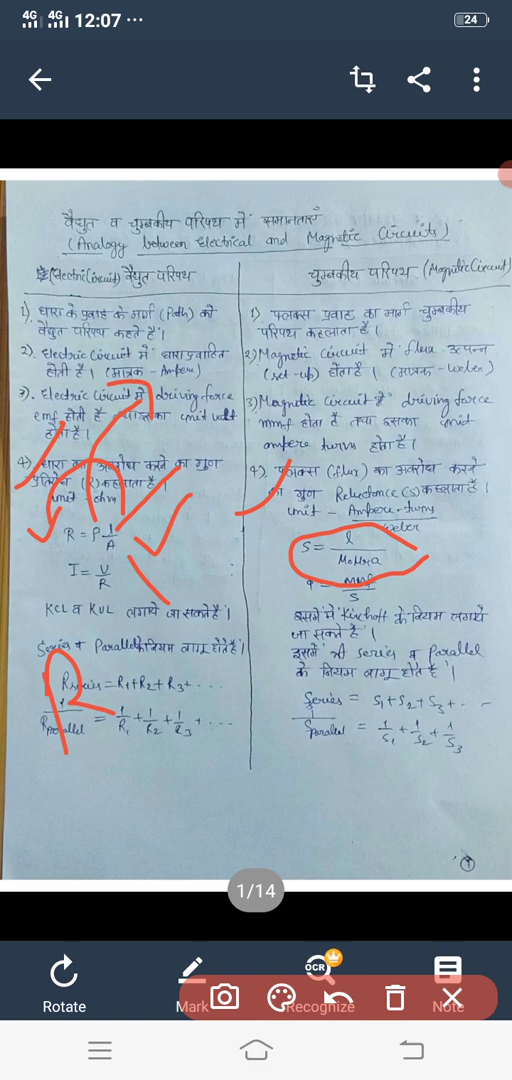 4G 4G 12:07 ...
24
वैद्युत व चुम्बकीय परिपथ में समानताएँ
(Analogy between Electrical and Magnetic Circuits)
(Electric Circuit) वैद्युत परिपथ
1) धारा के प्रवाह के मार्ग (Path) को
वैद्युत परिपथ कहते हैं।
2). Electric Circuit में धारा प्रवाहित
होती है। (मात्रक - Ampere)
3). Electric Circuit में driving force
emf होती है unit volt
होता है।
4) धारा का अवरोध करने का गुण
(R) कहलाता है।
unit - ohm
R = ρ l/A
I = V/R
KCL व KVL लगाये जा सकते है।
Series व Parallel के नियम लागू होते हैं।
Rseries = R1+R2+R3+ ...
1/Rparallel = 1/R1 + 1/R2 + 1/R3 + ....
चुम्बकीय परिपथ (Magnetic Circuit)
1). फ्लक्स प्रवाह का मार्ग चुम्बकीय
परिपथ कहलाता है।
2) Magnetic circuit में flux उत्पन्न
(set-up) होता है। (मात्रक - weber)
3) Magnetic circuit में driving force
mmf होता है तथा इसका unit
ampere turn होता है।
4). फ्लक्स (flux) का अवरोध करने
का गुण Reluctance (S) कहलाता है।
unit - Ampere-turns/weber
S = l/μ0μra
φ = mmf/S
इसमें भी Kirchoff के नियम लगाये
जा सकते हैं।
इसमें भी series व Parallel
के नियम लागू होते हैं।
Sseries = S1+S2+S3+ . -
1/Sparallel = 1/S1 + 1/S2 + 1/S3
R
1/14
Rotate
Mark
OCR
Recognize
Note